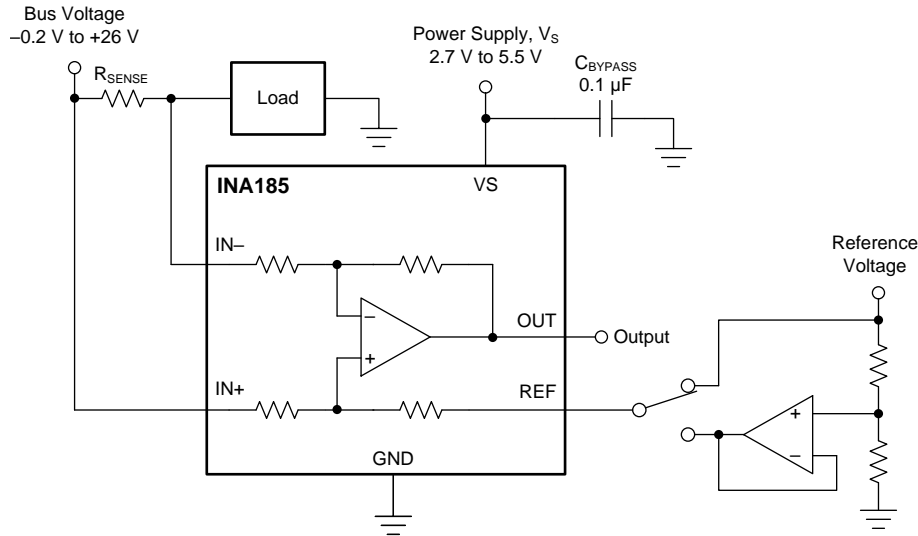 Bus Voltage
–0.2 V to +26 V
RSENSE
Load
Power Supply, VS
2.7 V to 5.5 V
CBYPASS
0.1 µF
INA185
VS
IN–
–
+
OUT
Output
IN+
REF
GND
Reference
Voltage
+
–